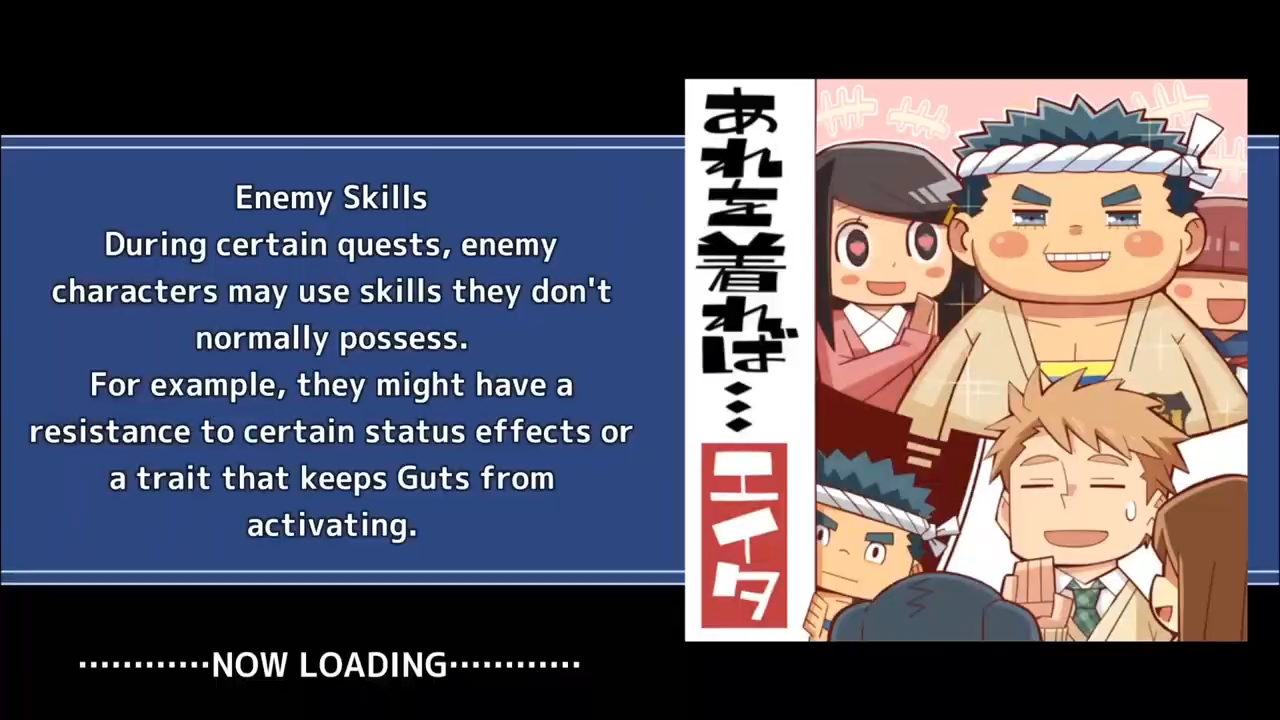 Enemy Skills
During certain quests, enemy
characters may use skills they don't
normally possess.
For example, they might have a
resistance to certain status effects or
a trait that keeps Guts from
activating.
············NOW LOADING············
あれを着れば…
エイタ